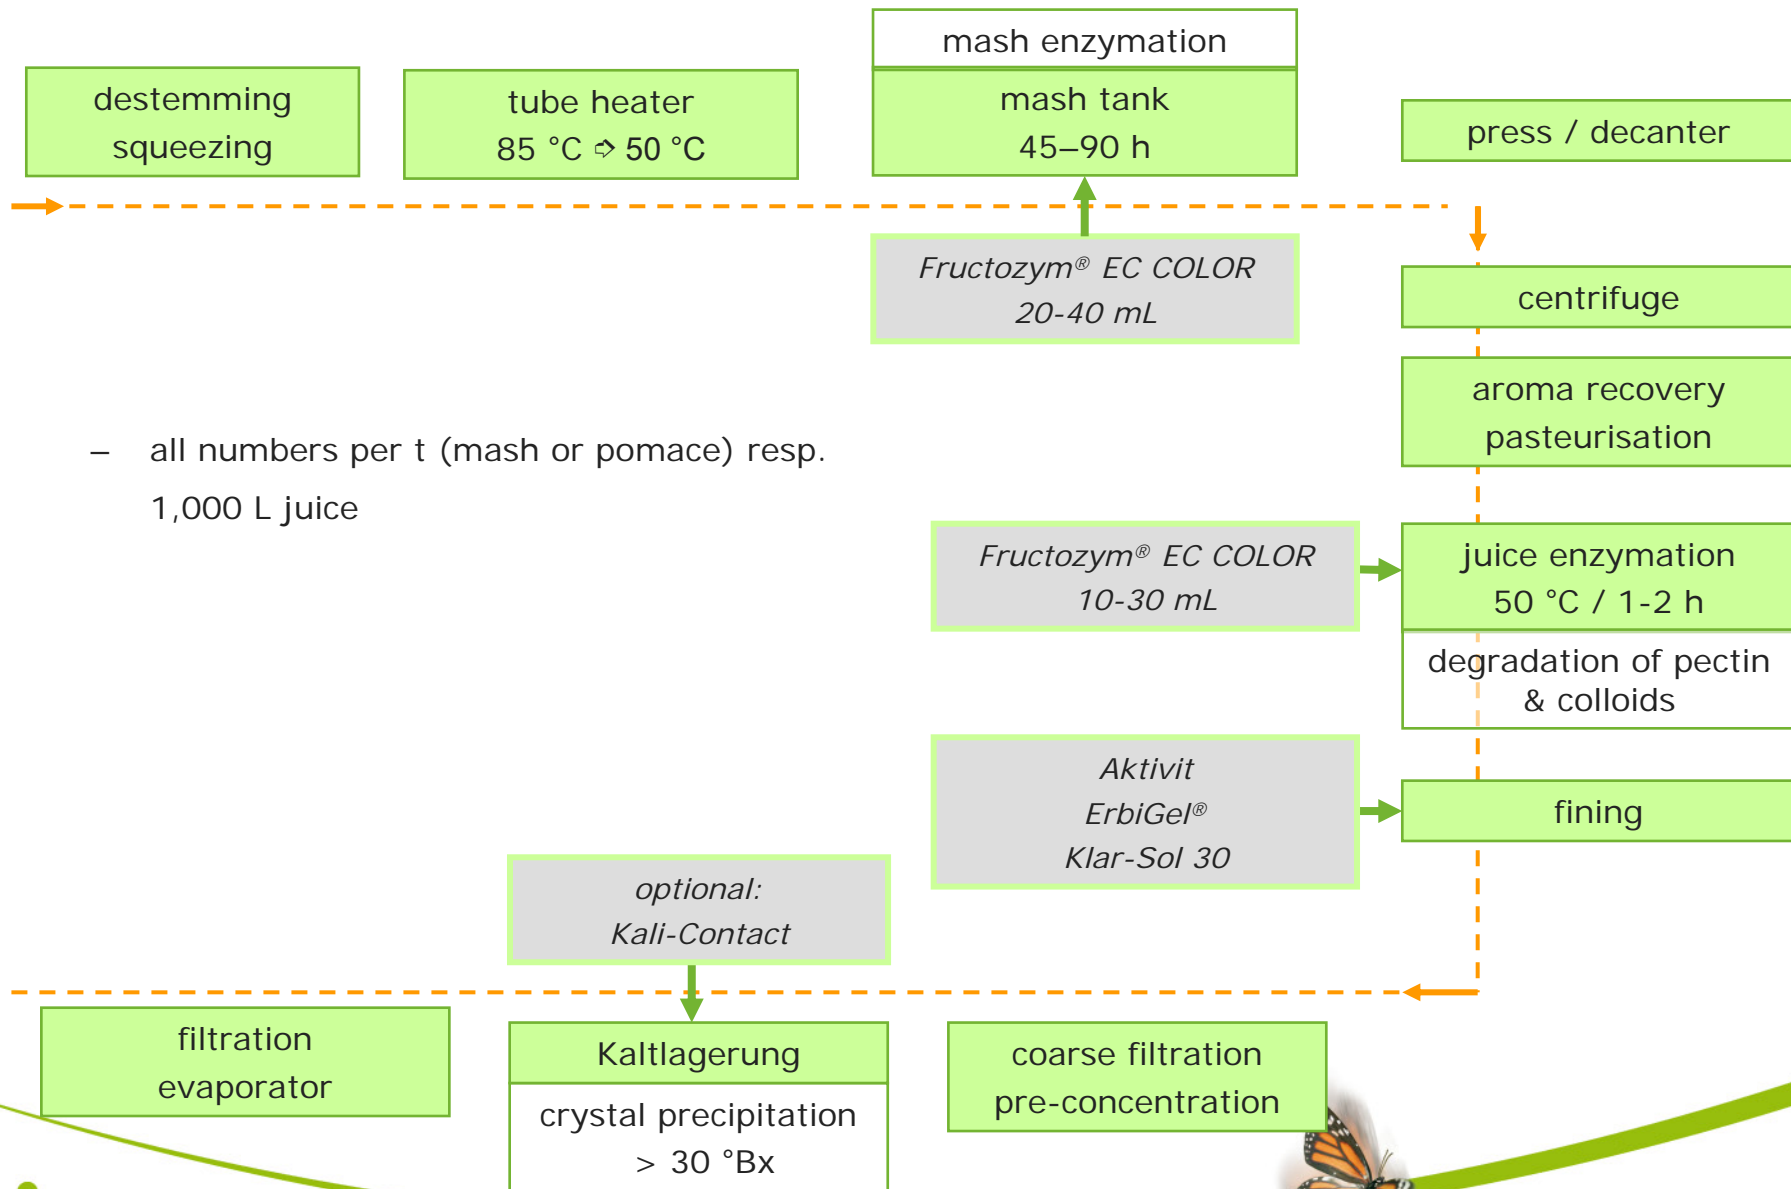 mash enzymation
destemming
squeezing
tube heater
85 °C ➩ 50 °C
mash tank
45–90 h
press / decanter
Fructozym® EC COLOR
20-40 mL
centrifuge
aroma recovery
pasteurisation
– all numbers per t (mash or pomace) resp.
1,000 L juice
Fructozym® EC COLOR
10-30 mL
juice enzymation
50 °C / 1-2 h
degradation of pectin
& colloids
Aktivit
ErbiGel®
Klar-Sol 30
fining
optional:
Kali-Contact
filtration
evaporator
Kaltlagerung
crystal precipitation
> 30 °Bx
coarse filtration
pre-concentration